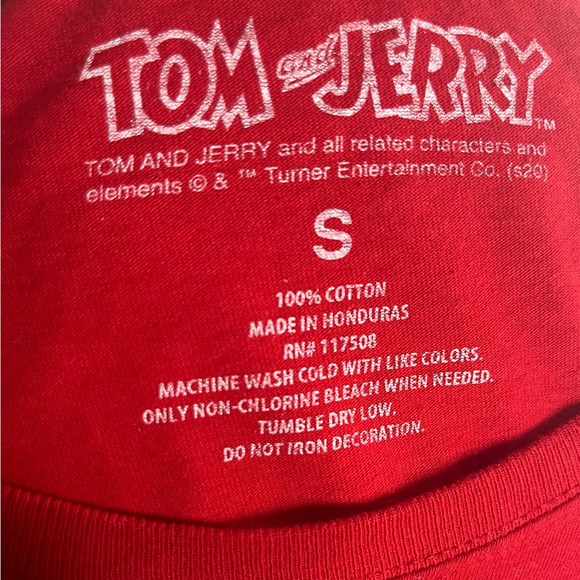 TOM and JERRY™
TOM AND JERRY and all related characters and
elements © & ™ Turner Entertainment Co. (s20)
S
100% COTTON
MADE IN HONDURAS
RN# 117508
MACHINE WASH COLD WITH LIKE COLORS.
ONLY NON-CHLORINE BLEACH WHEN NEEDED.
TUMBLE DRY LOW.
DO NOT IRON DECORATION.